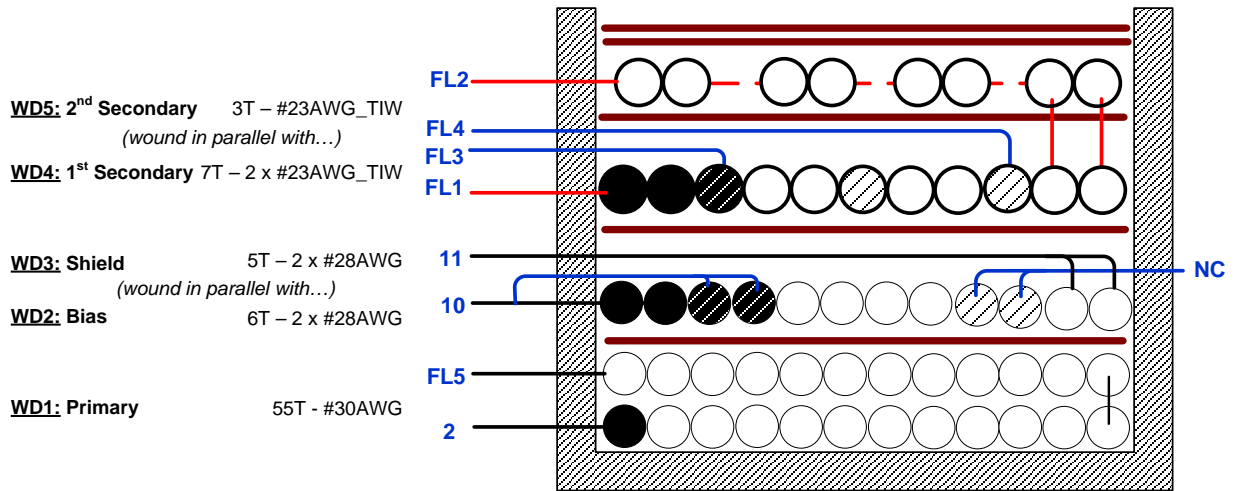 FL2
WD5: 2nd Secondary 3T – #23AWG_TIW
(wound in parallel with…)
FL4
FL3
WD4: 1st Secondary 7T – 2 x #23AWG_TIW
FL1
WD3: Shield 5T – 2 x #28AWG
11
NC
(wound in parallel with…)
10
WD2: Bias 6T – 2 x #28AWG
FL5
WD1: Primary 55T - #30AWG
2